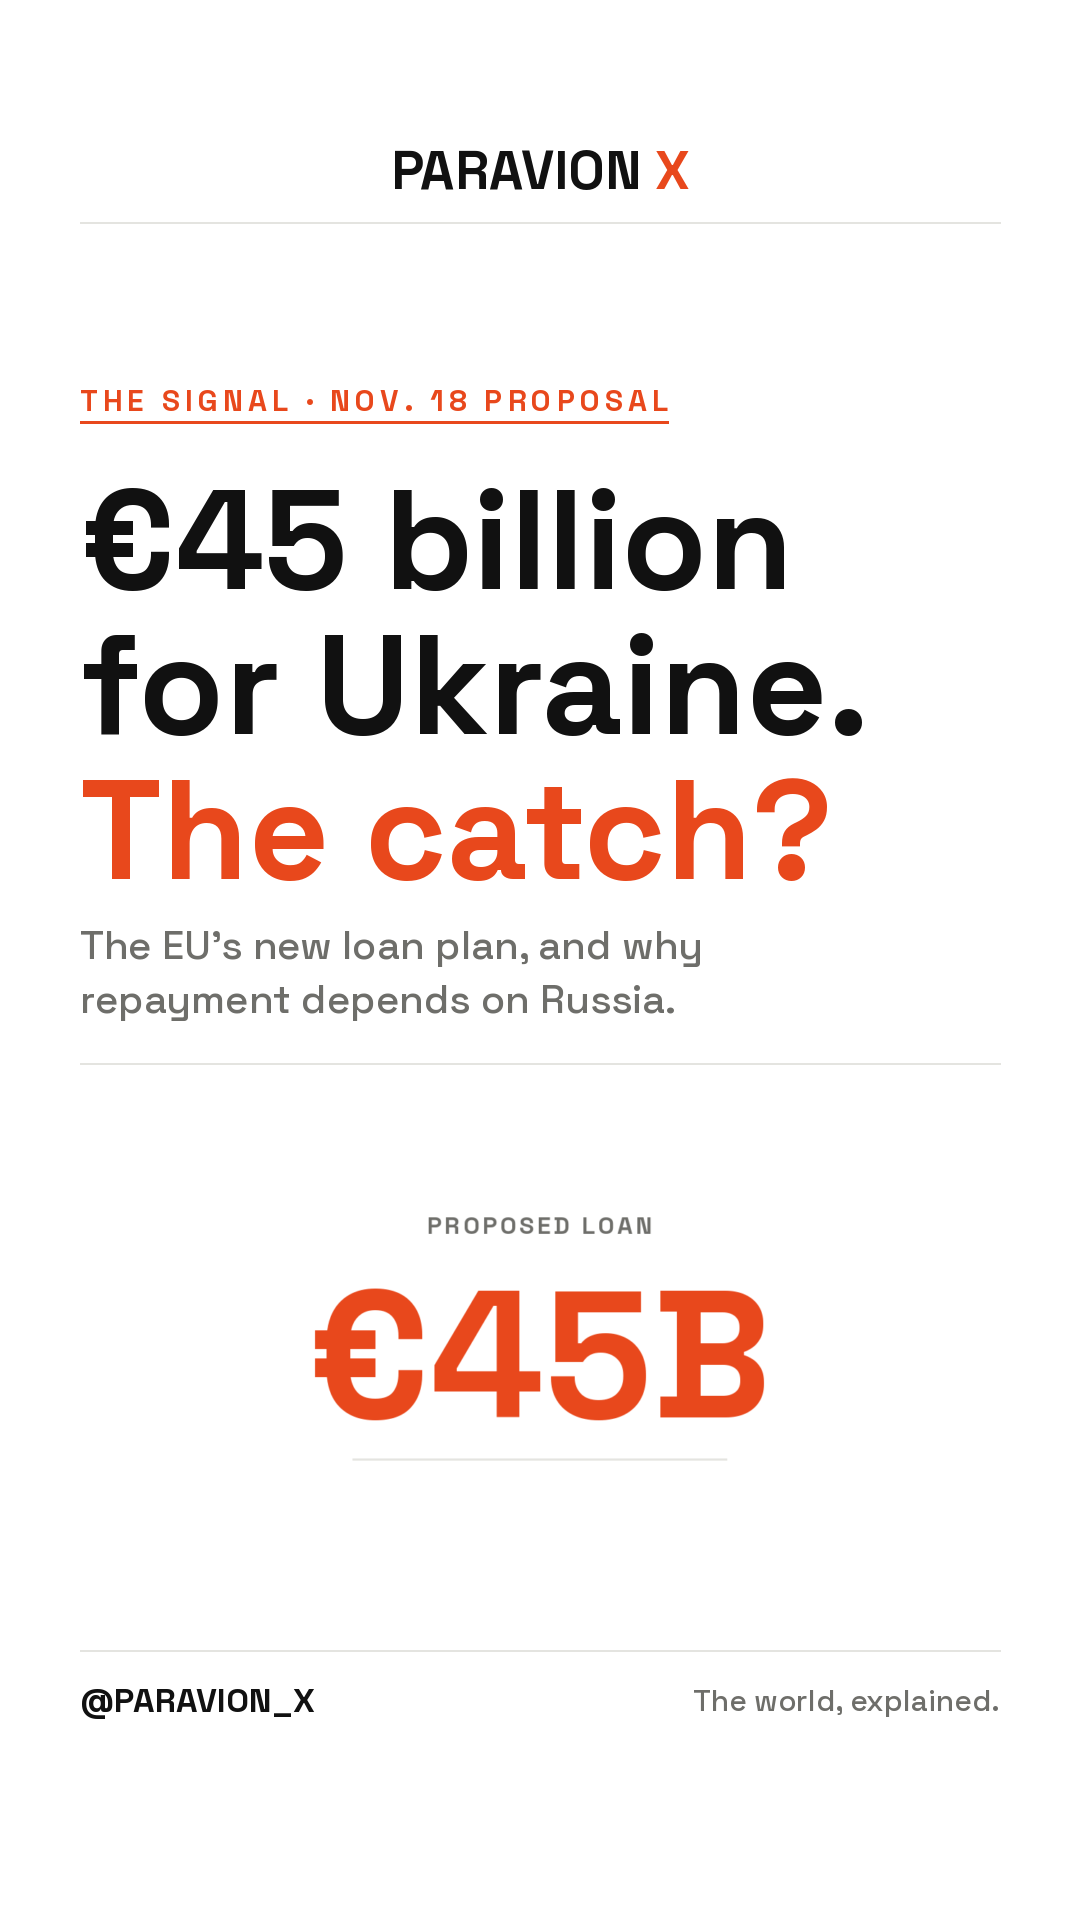 PARAVION X
THE SIGNAL · NOV. 18 PROPOSAL
€45 billion
for Ukraine.
The catch?
The EU’s new loan plan, and why
repayment depends on Russia.
PROPOSED LOAN
€45B
@PARAVION_X
The world, explained.